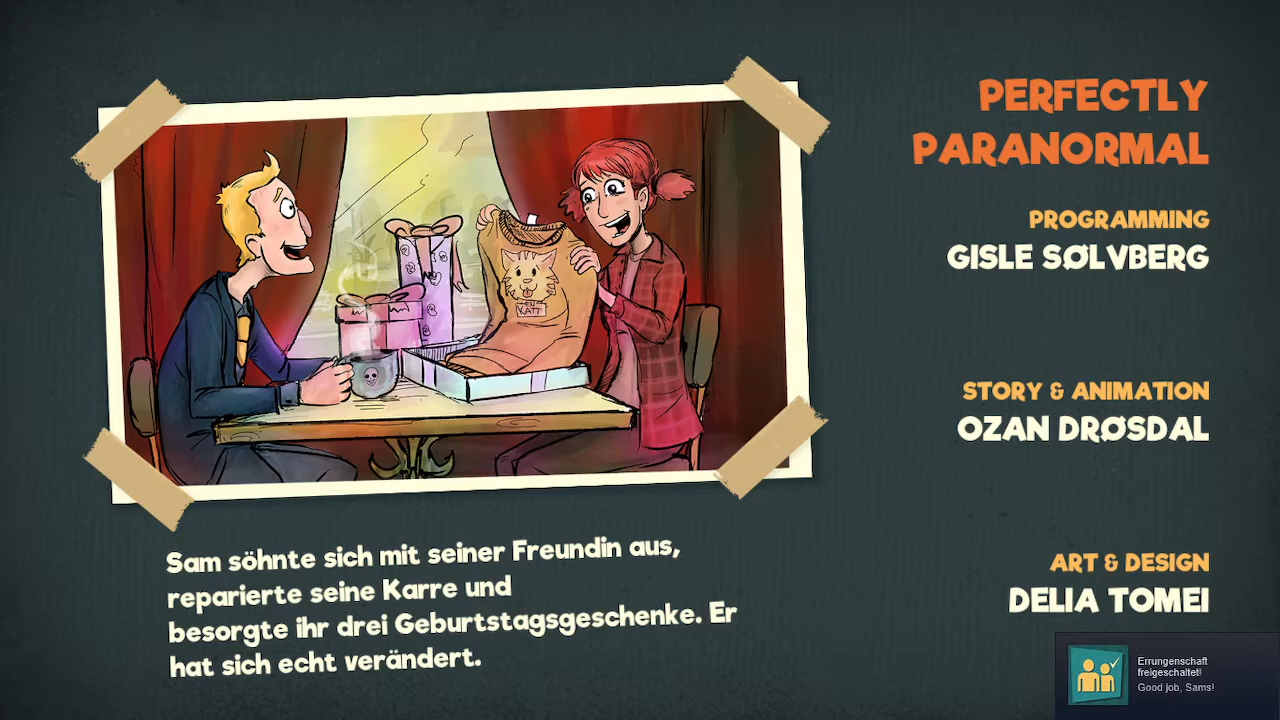 PERFECTLY
PARANORMAL
PROGRAMMING
GISLE SØLVBERG
STORY & ANIMATION
OZAN DRØSDAL
ART & DESIGN
DELIA TOMEI
KATT
Sam söhnte sich mit seiner Freundin aus,
reparierte seine Karre und
besorgte ihr drei Geburtstagsgeschenke. Er
hat sich echt verändert.
Errungenschaft
freigeschaltet!
Good job, Sams!